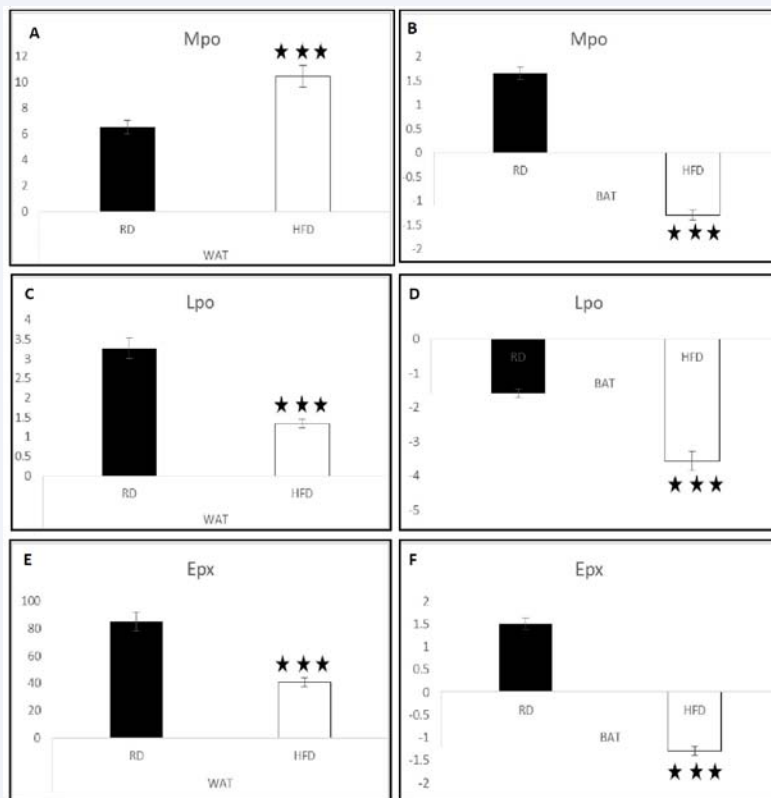 A
Mpo
★ ★ ★
12
10
8
6
4
2
0
RD
HFD
WAT
B
Mpo
2
1.5
1
0.5
0
-0.5
-1
-1.5
-2
RD
HFD
BAT
★ ★ ★
C
Lpo
4
3.5
3
2.5
2
1.5
1
0.5
0
★ ★ ★
RD
HFD
WAT
D
Lpo
0
-1
-2
-3
-4
-5
RD
HFD
BAT
★ ★ ★
E
Epx
100
80
60
40
20
0
★ ★ ★
RD
HFD
WAT
F
Epx
2
1.5
1
0.5
0
-0.5
-1
-1.5
-2
RD
HFD
BAT
★ ★ ★